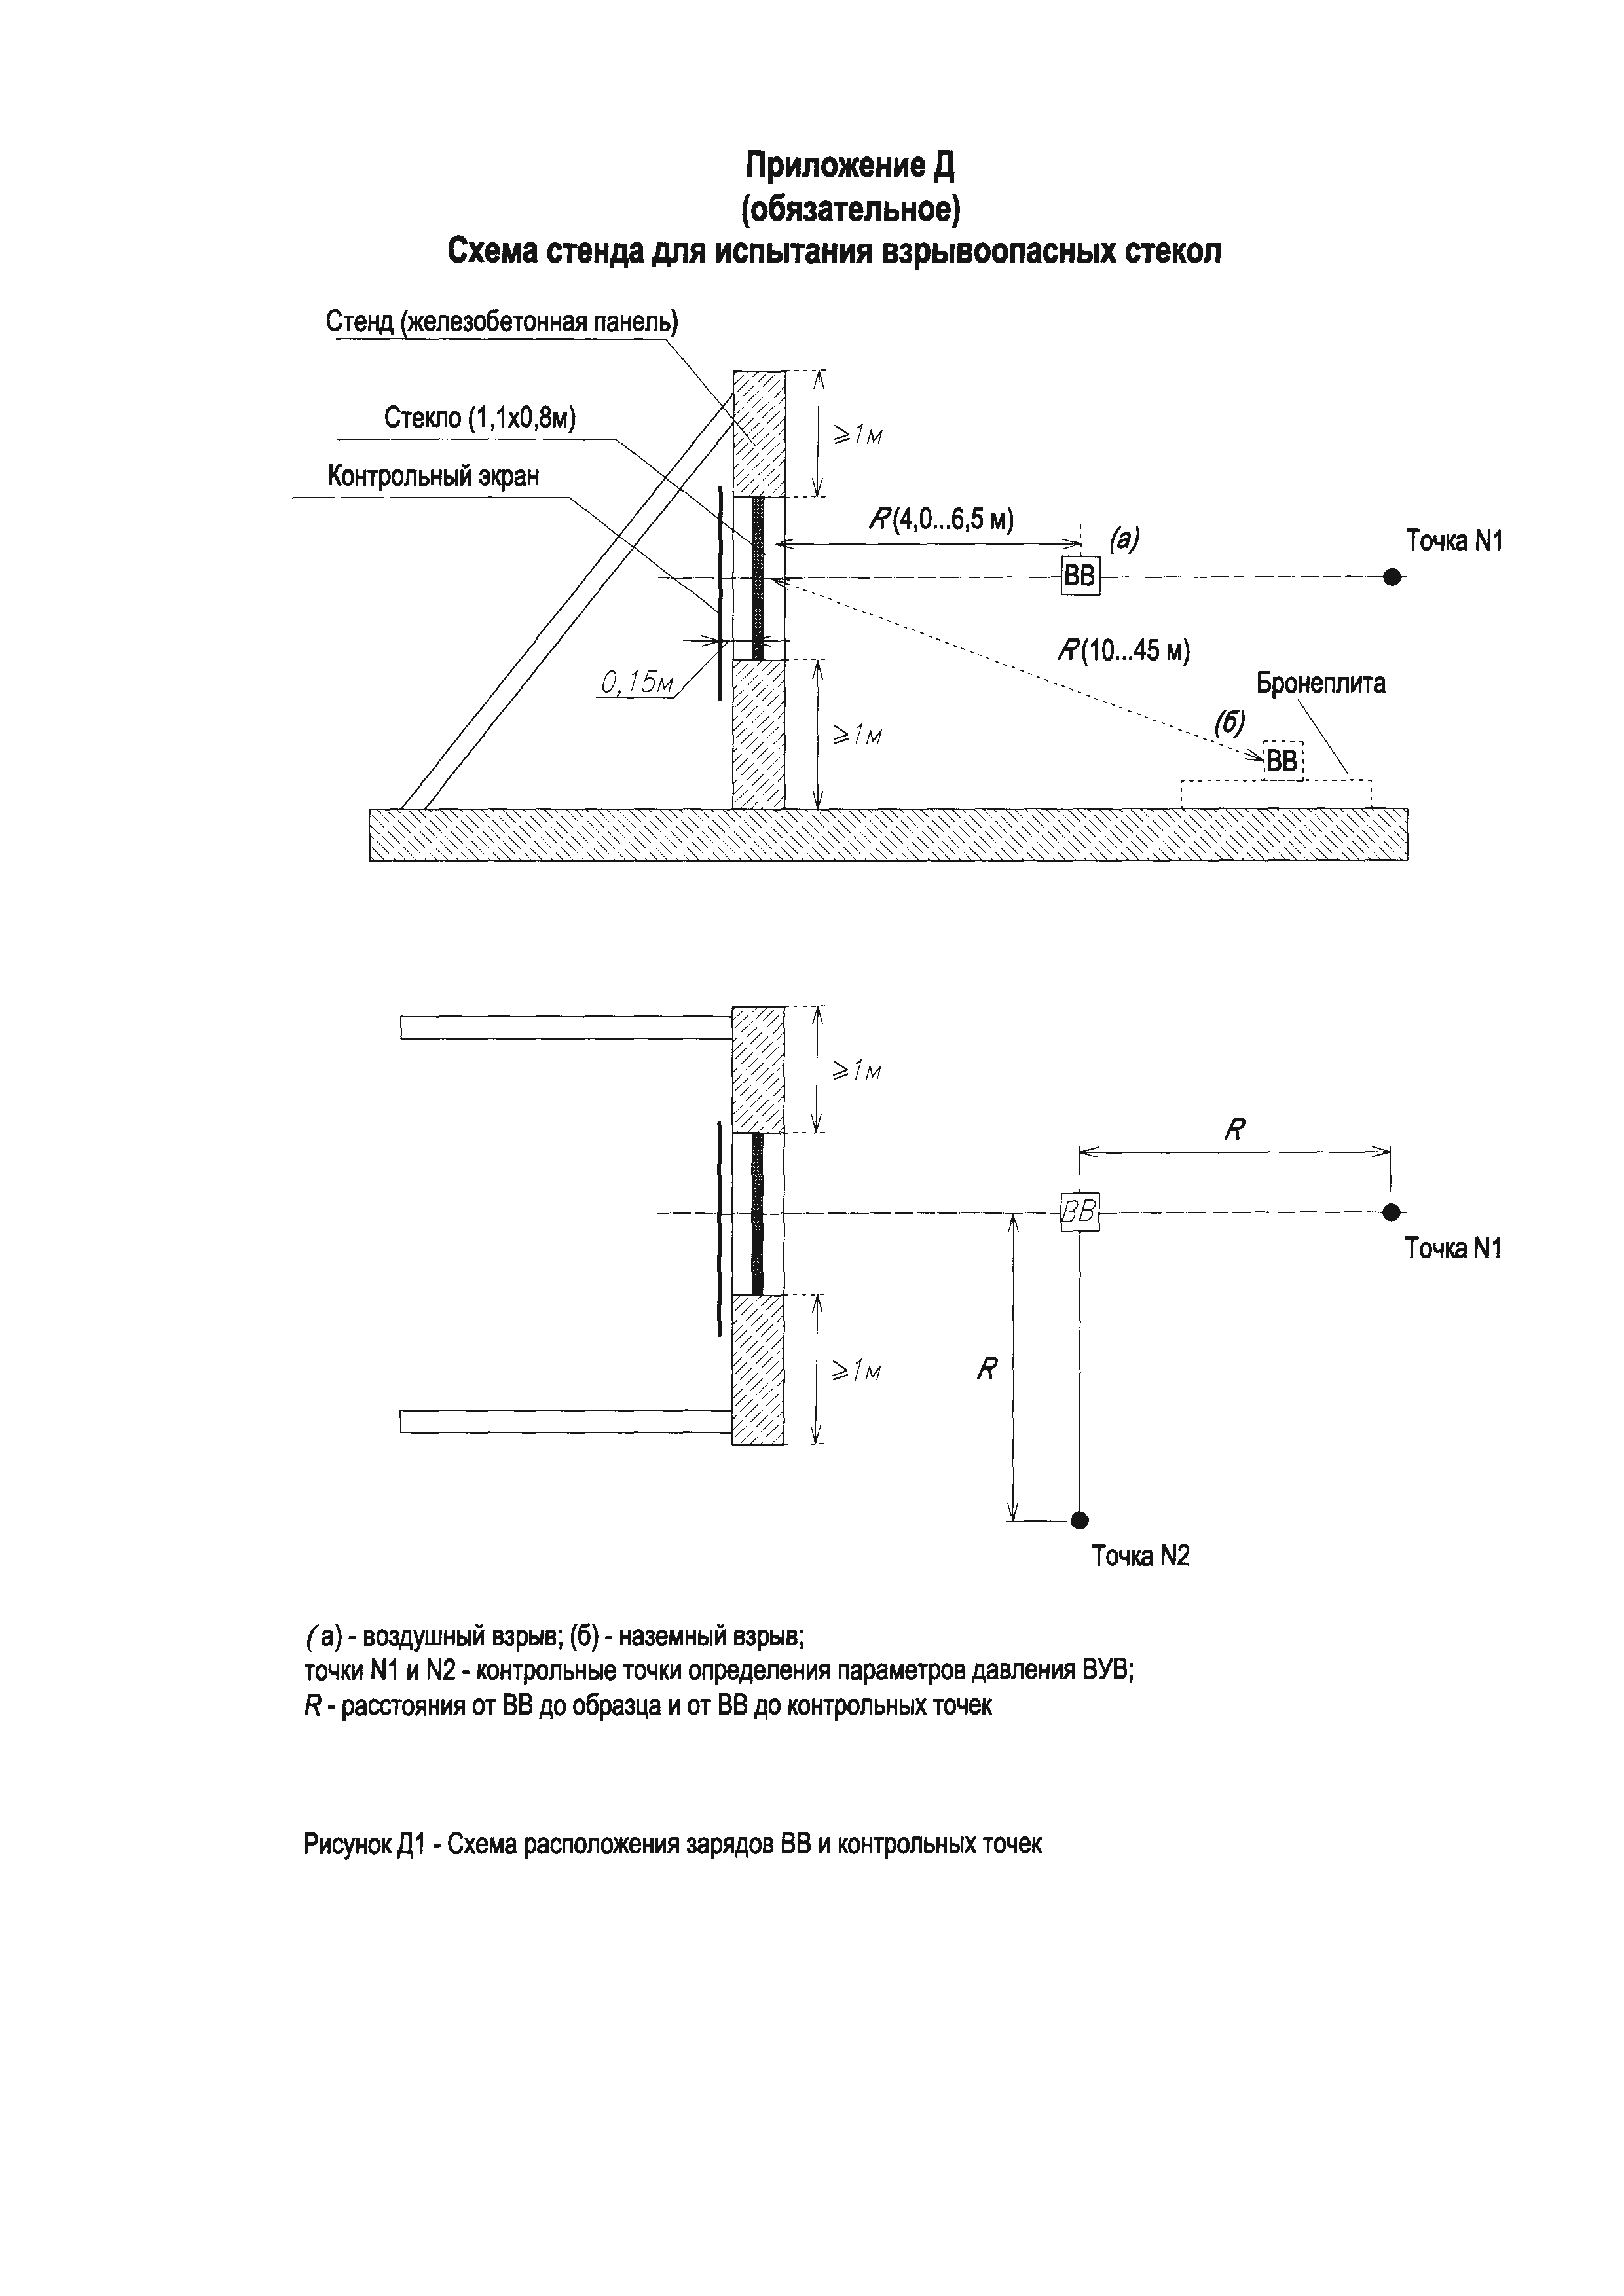 Приложение Д
(обязательное)
Схема стенда для испытания взрывоопасных стекол
Стенд (железобетонная панель)
Стекло (1,1х0,8м)
Контрольный экран
≥1м
R(4,0...6,5 м)
(а)
ВВ
Точка N1
R(10...45 м)
0,15м
Бронеплита
(б)
ВВ
≥1м
≥1м
R
ВВ
Точка N1
≥1м
R
Точка N2
(а) - воздушный взрыв; (б) - наземный взрыв;
точки N1 и N2 - контрольные точки определения параметров давления ВУВ;
R - расстояния от ВВ до образца и от ВВ до контрольных точек
Рисунок Д1 - Схема расположения зарядов ВВ и контрольных точек